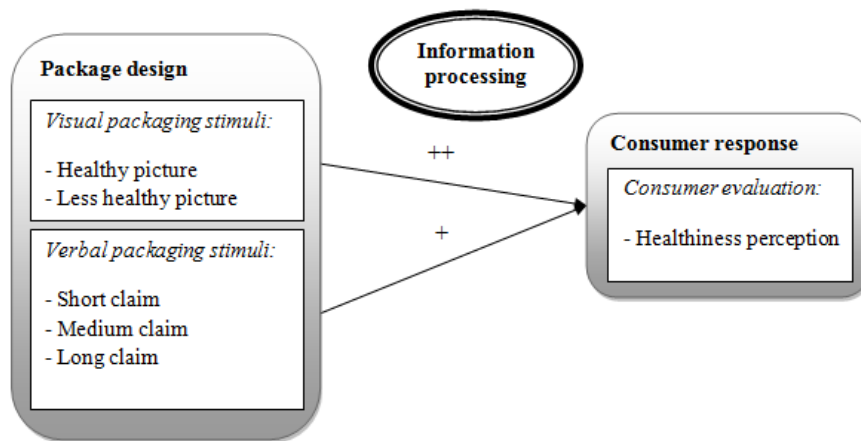 Package design
Visual packaging stimuli:
- Healthy picture
- Less healthy picture
Verbal packaging stimuli:
- Short claim
- Medium claim
- Long claim
Information
processing
++
+
Consumer response
Consumer evaluation:
- Healthiness perception